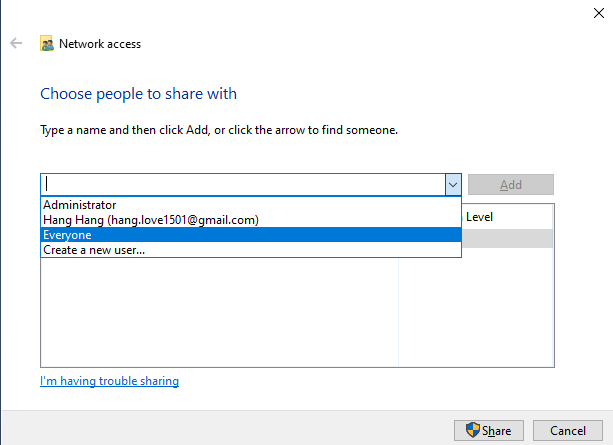 Network access
Choose people to share with
Type a name and then click Add, or click the arrow to find someone.
Add
Administrator
Hang Hang (hang.love1501@gmail.com)
Level
Everyone
Create a new user...
I'm having trouble sharing
Share
Cancel